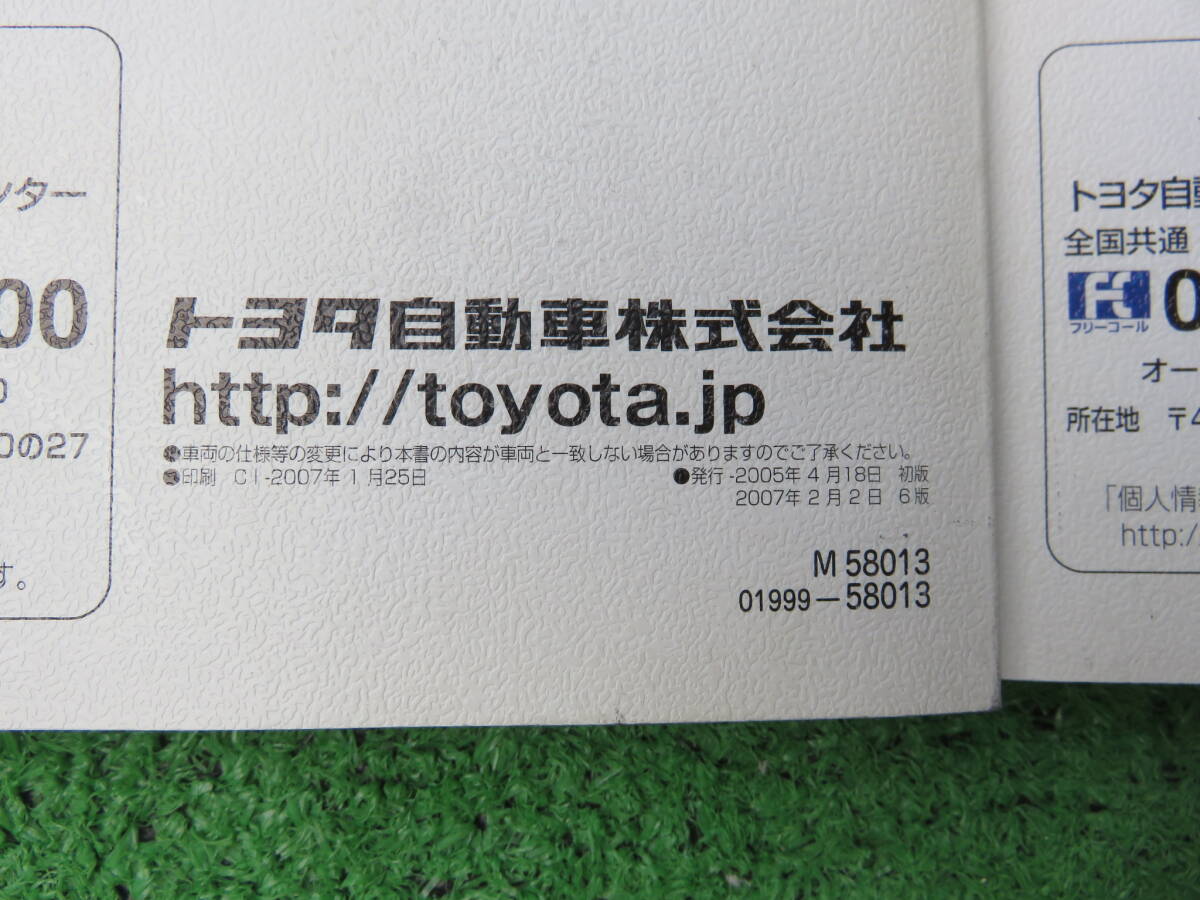 ンター
00
0の27
す。
トヨタ自動車株式会社
http://toyota.jp
●車両の仕様等の変更により本書の内容が車両と一致しない場合がありますのでご了承ください。
●印刷 CI-2007年1月25日
●発行-2005年4月18日 初版
2007年2月2日 6版
M 58013
01999－58013
トヨタ自動
全国共通
フリーコール
0
オー
所在地 〒4
「個人情報
http:/